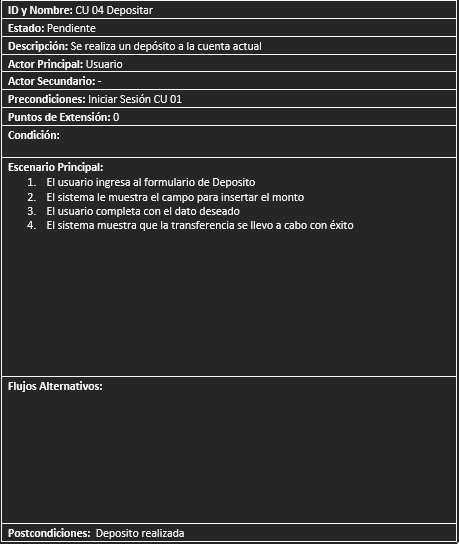 ID y Nombre: CU 04 Depositar
Estado: Pendiente
Descripción: Se realiza un depósito a la cuenta actual
Actor Principal: Usuario
Actor Secundario: -
Precondiciones: Iniciar Sesión CU 01
Puntos de Extensión: 0
Condición:
Escenario Principal:
1. El usuario ingresa al formulario de Deposito
2. El sistema le muestra el campo para insertar el monto
3. El usuario completa con el dato deseado
4. El sistema muestra que la transferencia se llevo a cabo con éxito
Flujos Alternativos:
Postcondiciones: Deposito realizada